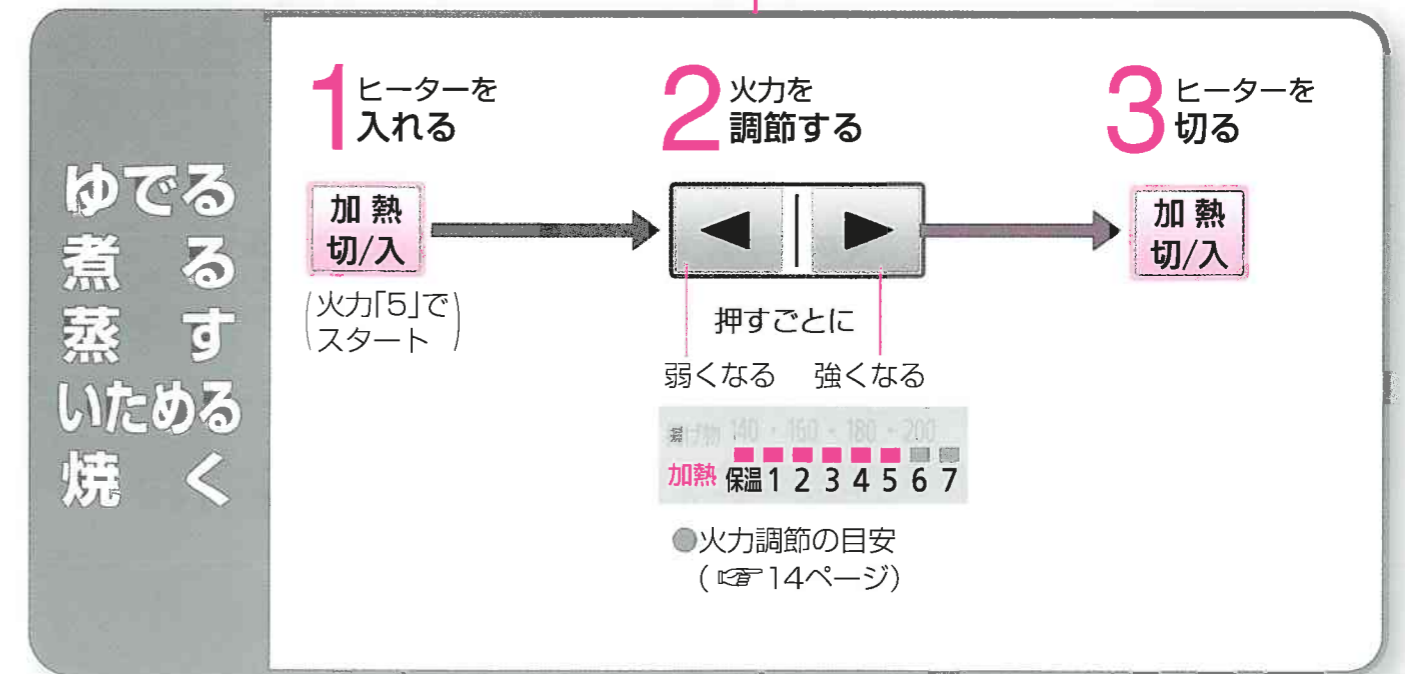 ゆでる
煮る
蒸す
いためる
焼く
1 ヒーターを
入れる
加熱
切/入
(火力「5」で
スタート)
2 火力を
調節する
◀ | ▶
押すごとに
弱くなる 強くなる
揚げ物 140・160・180・200
加熱 保温 1 2 3 4 5 6 7
●火力調節の目安
(☞14ページ)
3 ヒーターを
切る
加熱
切/入